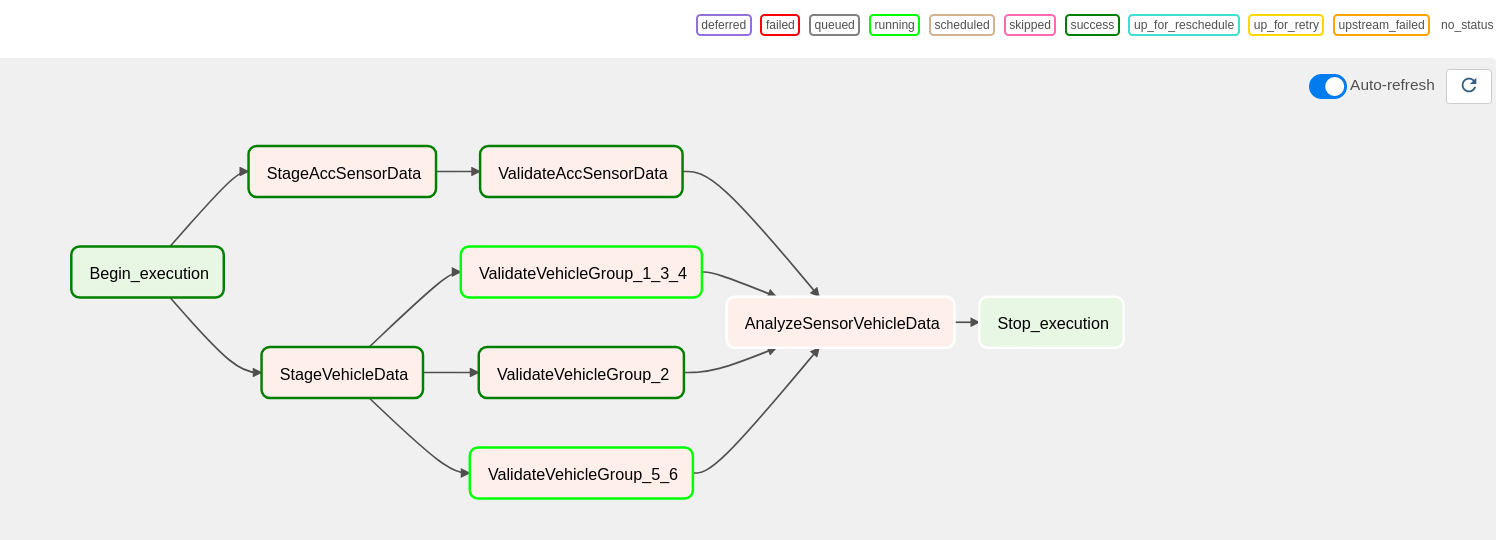 deferred failed queued running scheduled skipped success up_for_reschedule up_for_retry upstream_failed no_status
Auto-refresh
StageAccSensorData ValidateAccSensorData
Begin_execution ValidateVehicleGroup_1_3_4
AnalyzeSensorVehicleData Stop_execution
StageVehicleData ValidateVehicleGroup_2
ValidateVehicleGroup_5_6